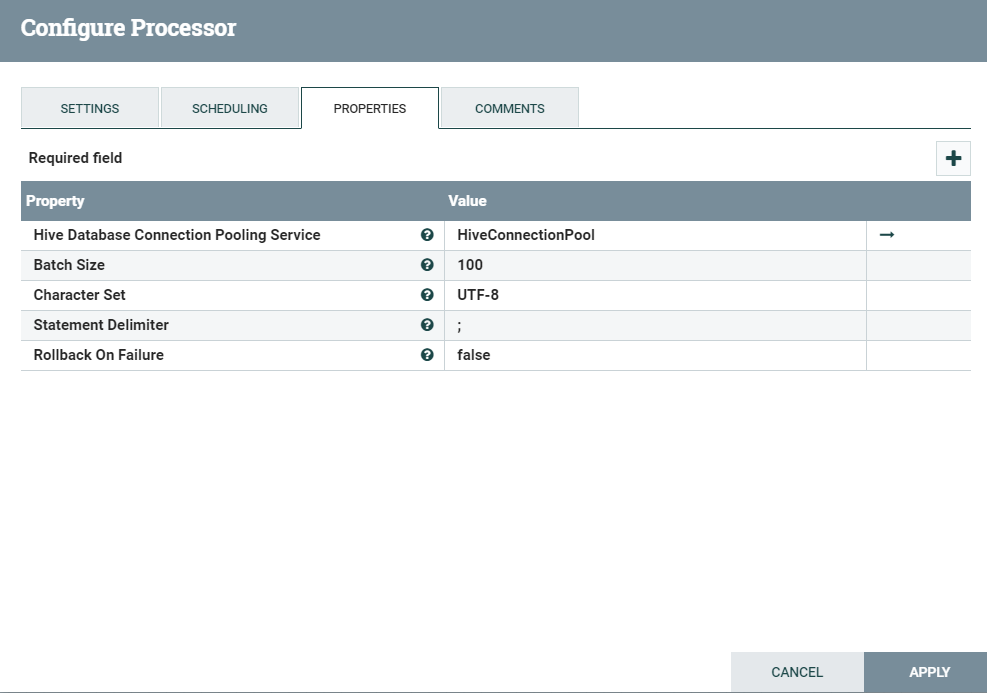 Configure Processor
SETTINGS SCHEDULING PROPERTIES COMMENTS
Required field
Property Value
Hive Database Connection Pooling Service HiveConnectionPool
Batch Size 100
Character Set UTF-8
Statement Delimiter ;
Rollback On Failure false
CANCEL APPLY